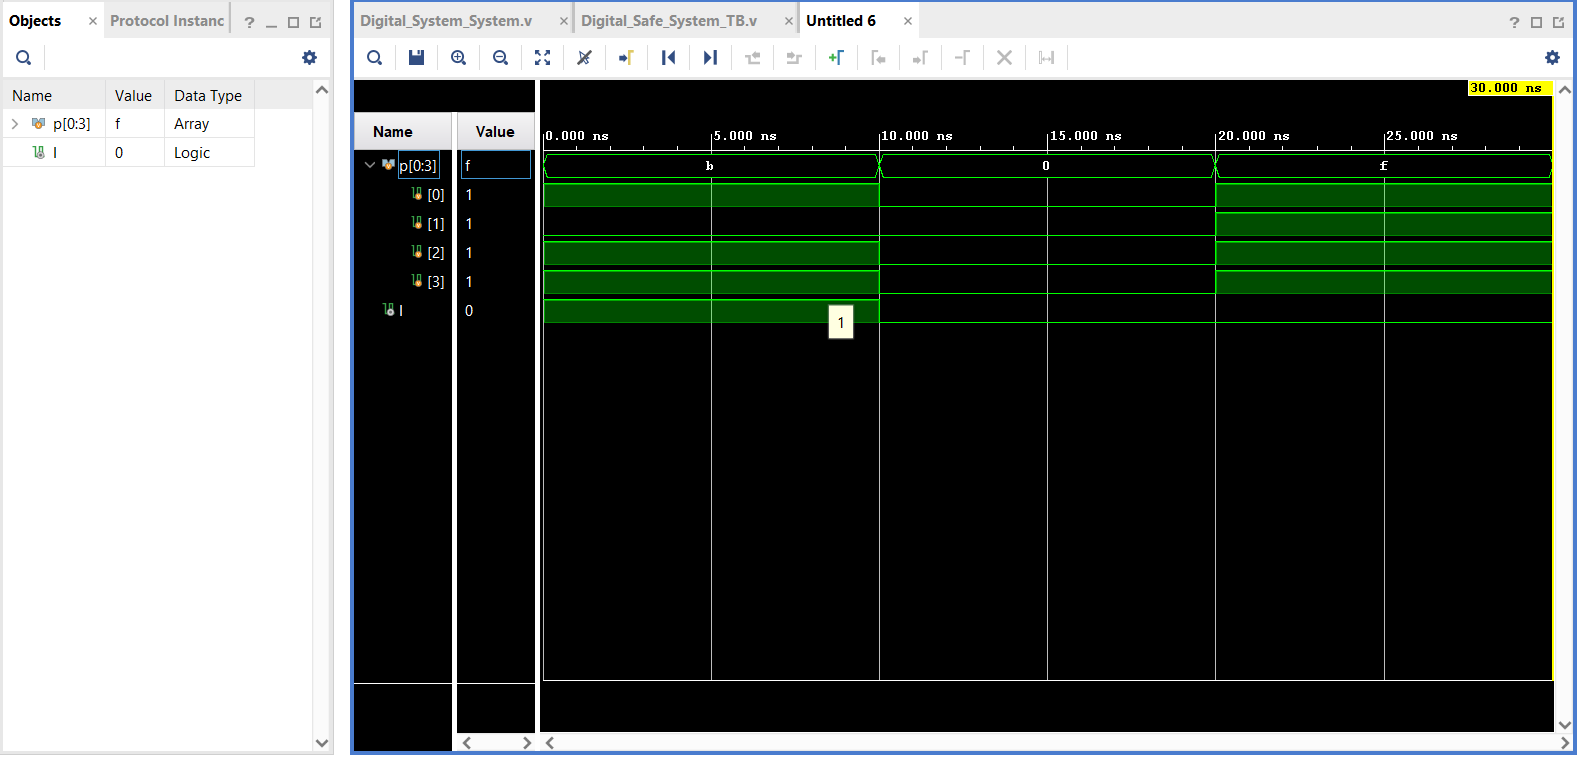 Objects × Protocol Instanc ?
Name Value Data Type
p[0:3] f Array
l 0 Logic
Digital_System_System.v × Digital_Safe_System_TB.v × Untitled 6 × ?
30.000 ns
Name Value
0.000 ns 5.000 ns 10.000 ns 15.000 ns 20.000 ns 25.000 ns
p[0:3] f b 0 f
[0] 1
[1] 1
[2] 1
[3] 1
l 0
1